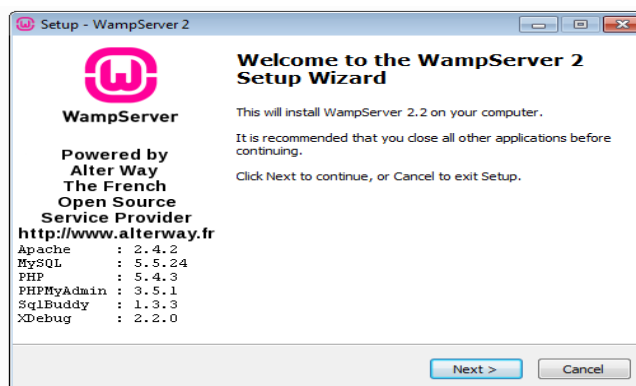 Setup - WampServer 2
WampServer
Powered by
Alter Way
The French
Open Source
Service Provider
http://www.alterway.fr
Apache : 2.4.2
MySQL : 5.5.24
PHP : 5.4.3
PHPMyAdmin : 3.5.1
SqlBuddy : 1.3.3
XDebug : 2.2.0
Welcome to the WampServer 2
Setup Wizard
This will install WampServer 2.2 on your computer.
It is recommended that you close all other applications before
continuing.
Click Next to continue, or Cancel to exit Setup.
Next >
Cancel